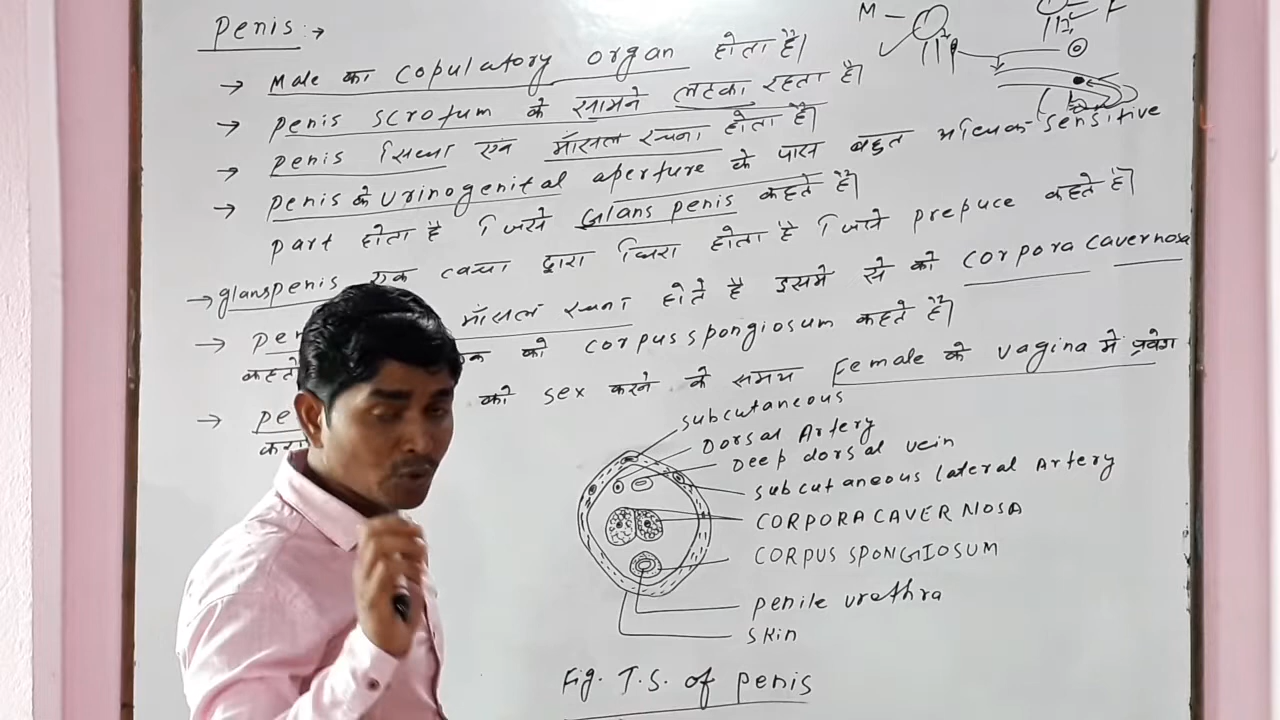 Penis :→
→ Male का copulatory organ होता है।
→ Penis scrotum के सामने लटका रहता है।
→ Penis एवं माँसल रचना होता है।
→ Penis के urinogenital aperture के पास बहुत अधिक sensitive
part होता है जिसे Glans penis कहते है।
→ glanspenis एक त्वचा द्वारा घिरा होता है जिसे prepuce कहते है।
→ माँसल रचना होते है इसमे से को corpora cavernosa
कहते को corpus spongiosum कहते है।
→ को sex करने के समय Female के vagina मे प्रवेश
M
F
subcutaneous
Dorsal Artery
Deep dorsal vein
subcutaneous lateral Artery
CORPORA CAVERNOSA
CORPUS SPONGIOSUM
penile urethra
skin
Fig. T.S. of penis